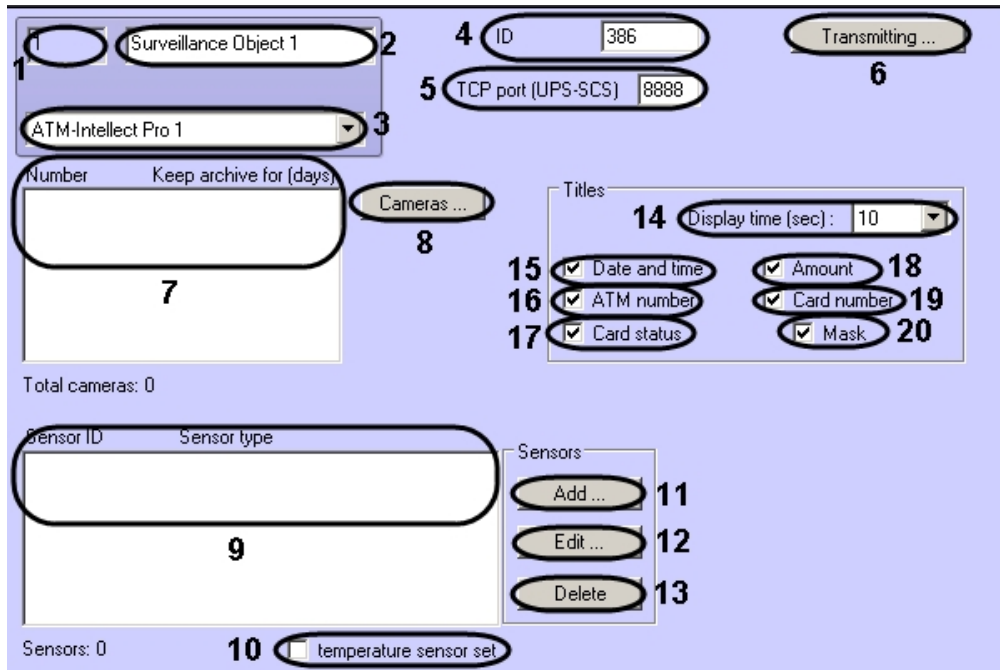 1 Surveillance Object 1 2
1
4 ID 386
Transmitting ...
6
5 TCP port (UPS-SCS) 8888
ATM-Intellect Pro 1 3
Number Keep archive for (days)
7
Cameras ...
8
Titles
14 Display time (sec) : 10
15 Date and time
Amount 18
16 ATM number
Card number 19
17 Card status
Mask 20
Total cameras: 0
Sensor ID Sensor type
9
Sensors
Add ... 11
Edit ... 12
Delete 13
Sensors: 0
10 temperature sensor set